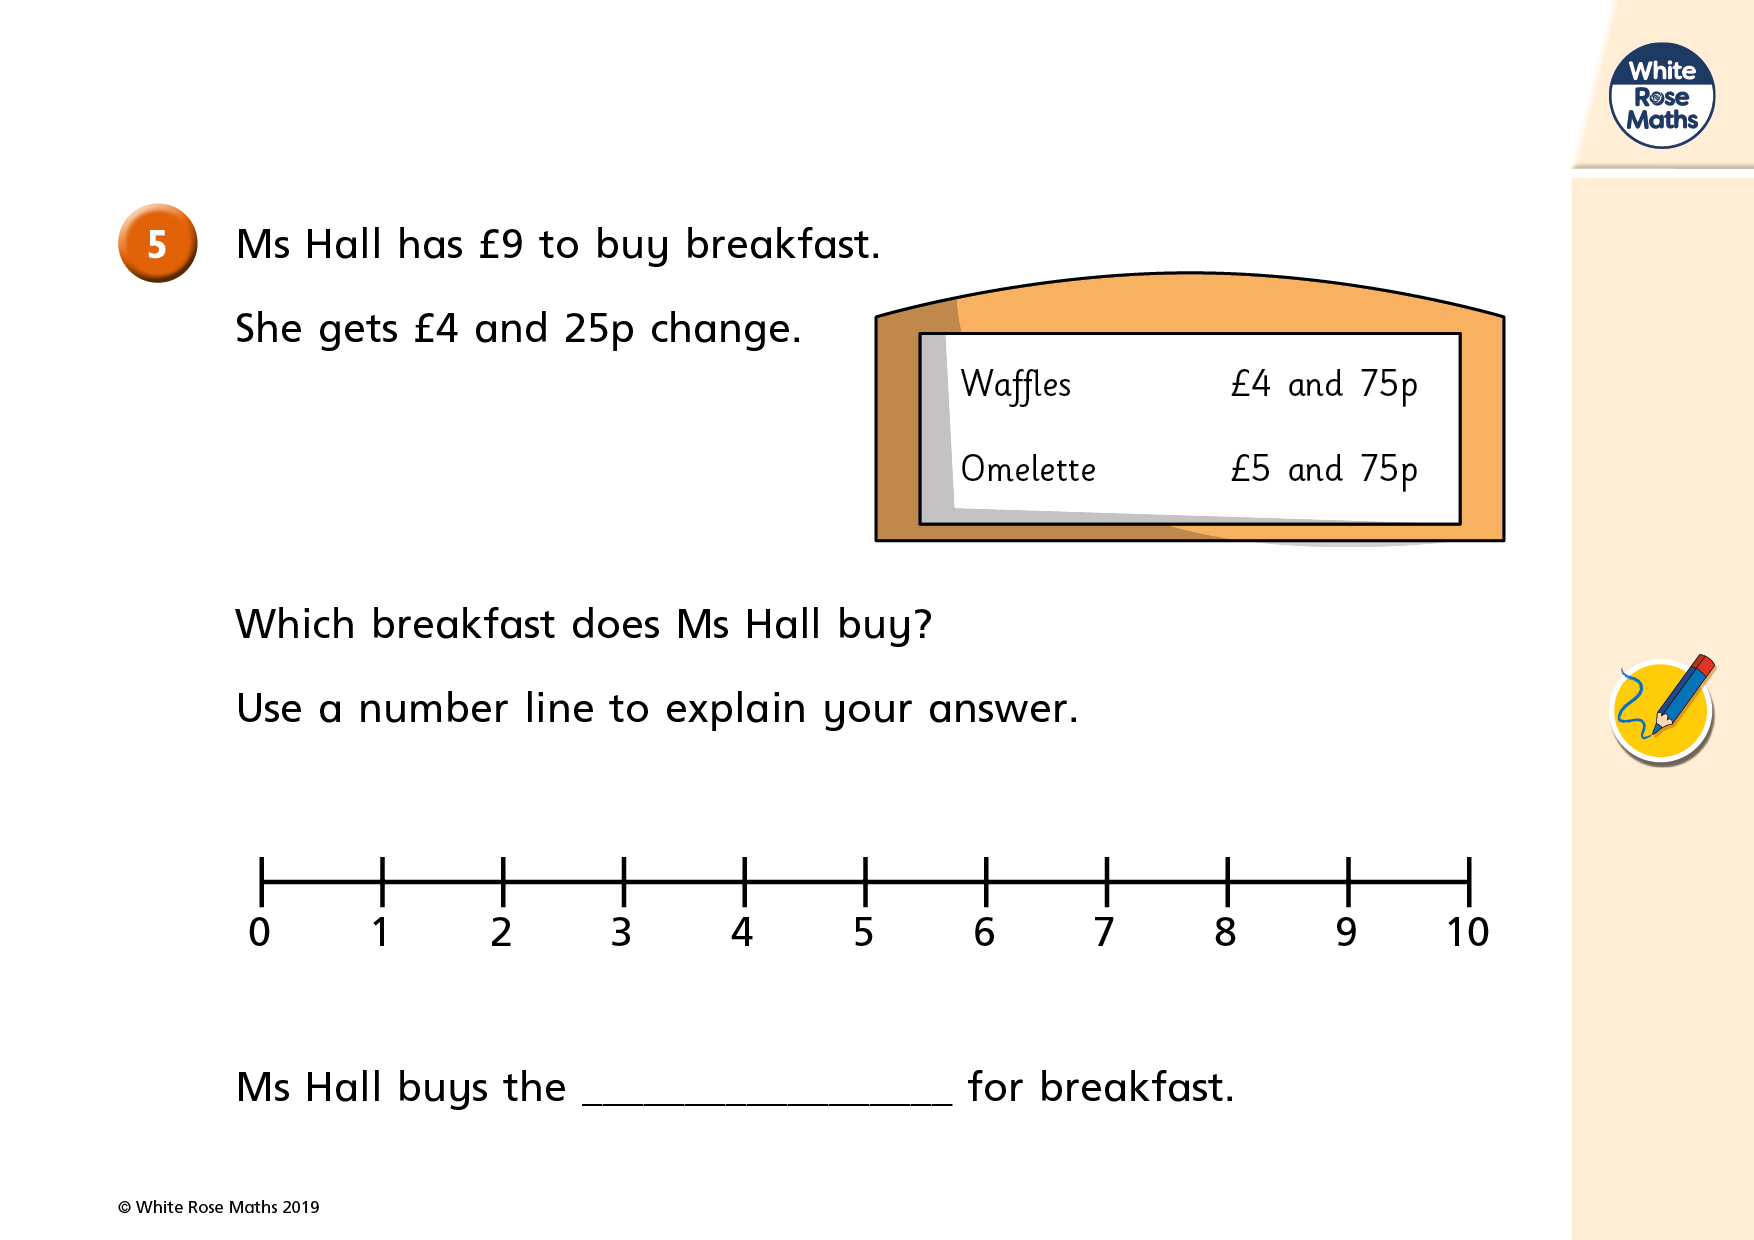 White
Rose
Maths
5 Ms Hall has £9 to buy breakfast.
She gets £4 and 25p change.
Waffles £4 and 75p
Omelette £5 and 75p
Which breakfast does Ms Hall buy?
Use a number line to explain your answer.
0 1 2 3 4 5 6 7 8 9 10
Ms Hall buys the __________________ for breakfast.
© White Rose Maths 2019